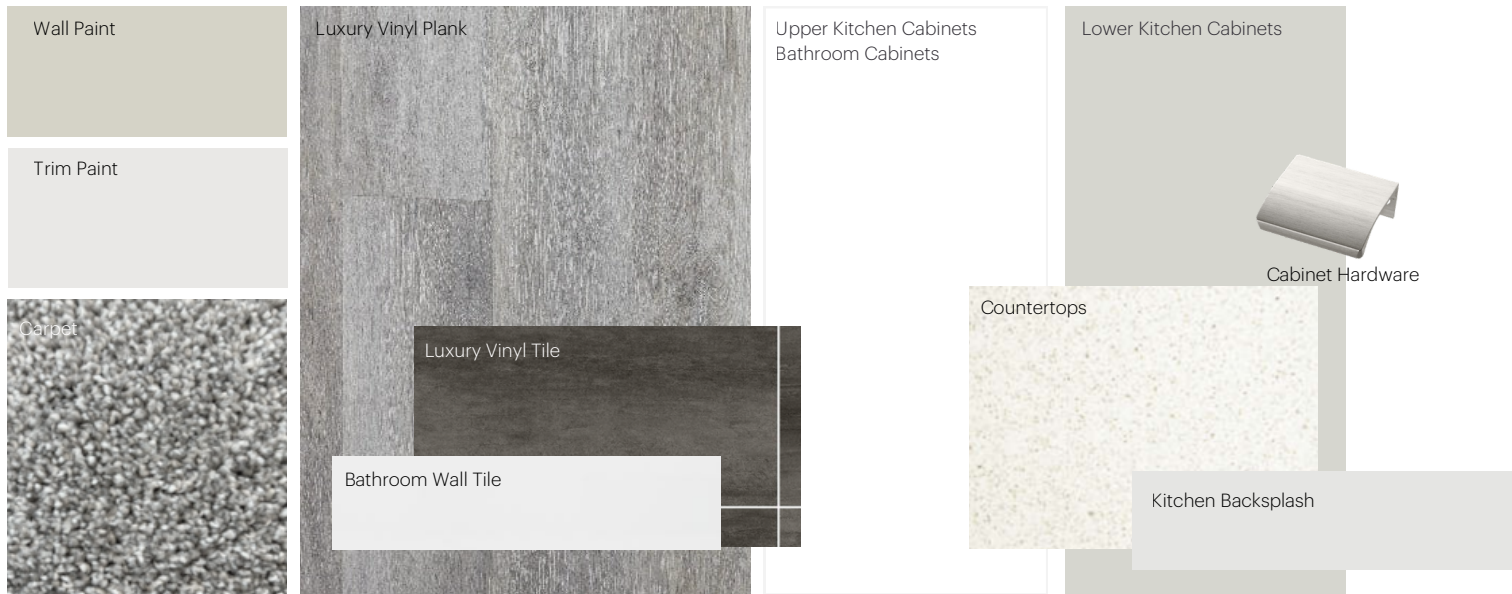 Wall Paint
Trim Paint
Carpet
Luxury Vinyl Plank
Luxury Vinyl Tile
Bathroom Wall Tile
Upper Kitchen Cabinets
Bathroom Cabinets
Lower Kitchen Cabinets
Cabinet Hardware
Countertops
Kitchen Backsplash